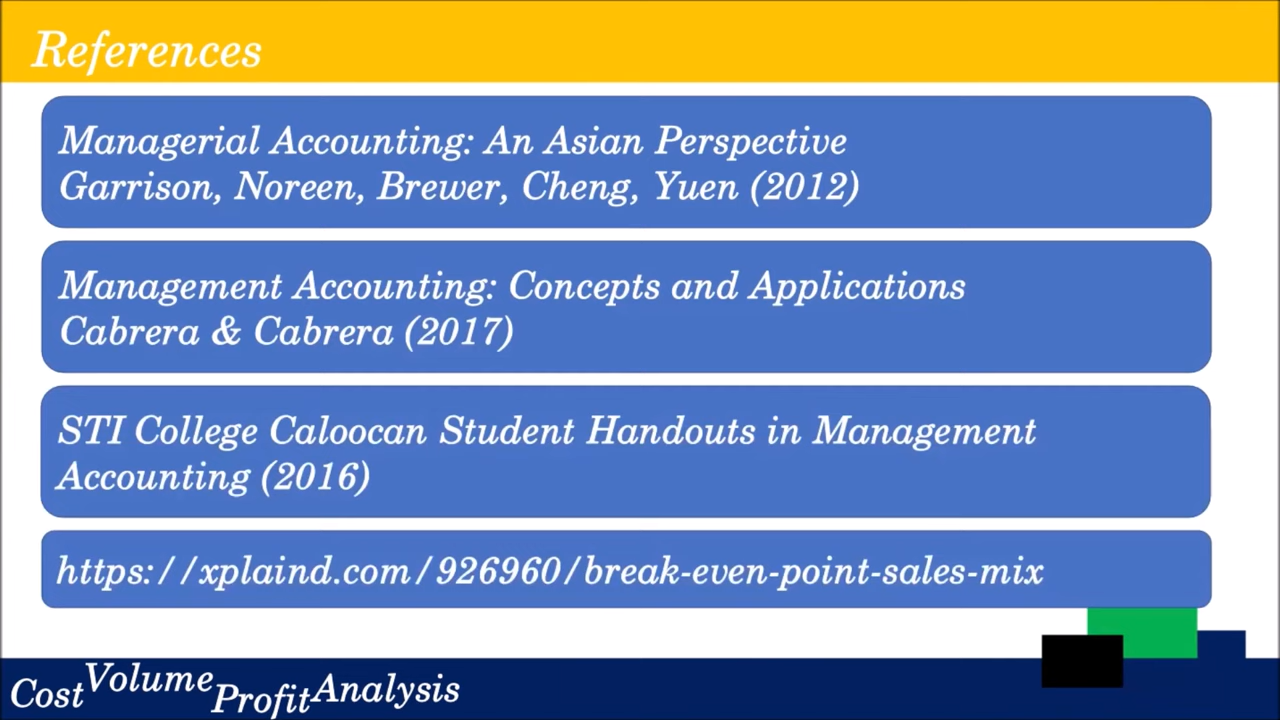 References
Managerial Accounting: An Asian Perspective
Garrison, Noreen, Brewer, Cheng, Yuen (2012)
Management Accounting: Concepts and Applications
Cabrera & Cabrera (2017)
STI College Caloocan Student Handouts in Management
Accounting (2016)
https://xplaind.com/926960/break-even-point-sales-mix
Cost Volume Profit Analysis